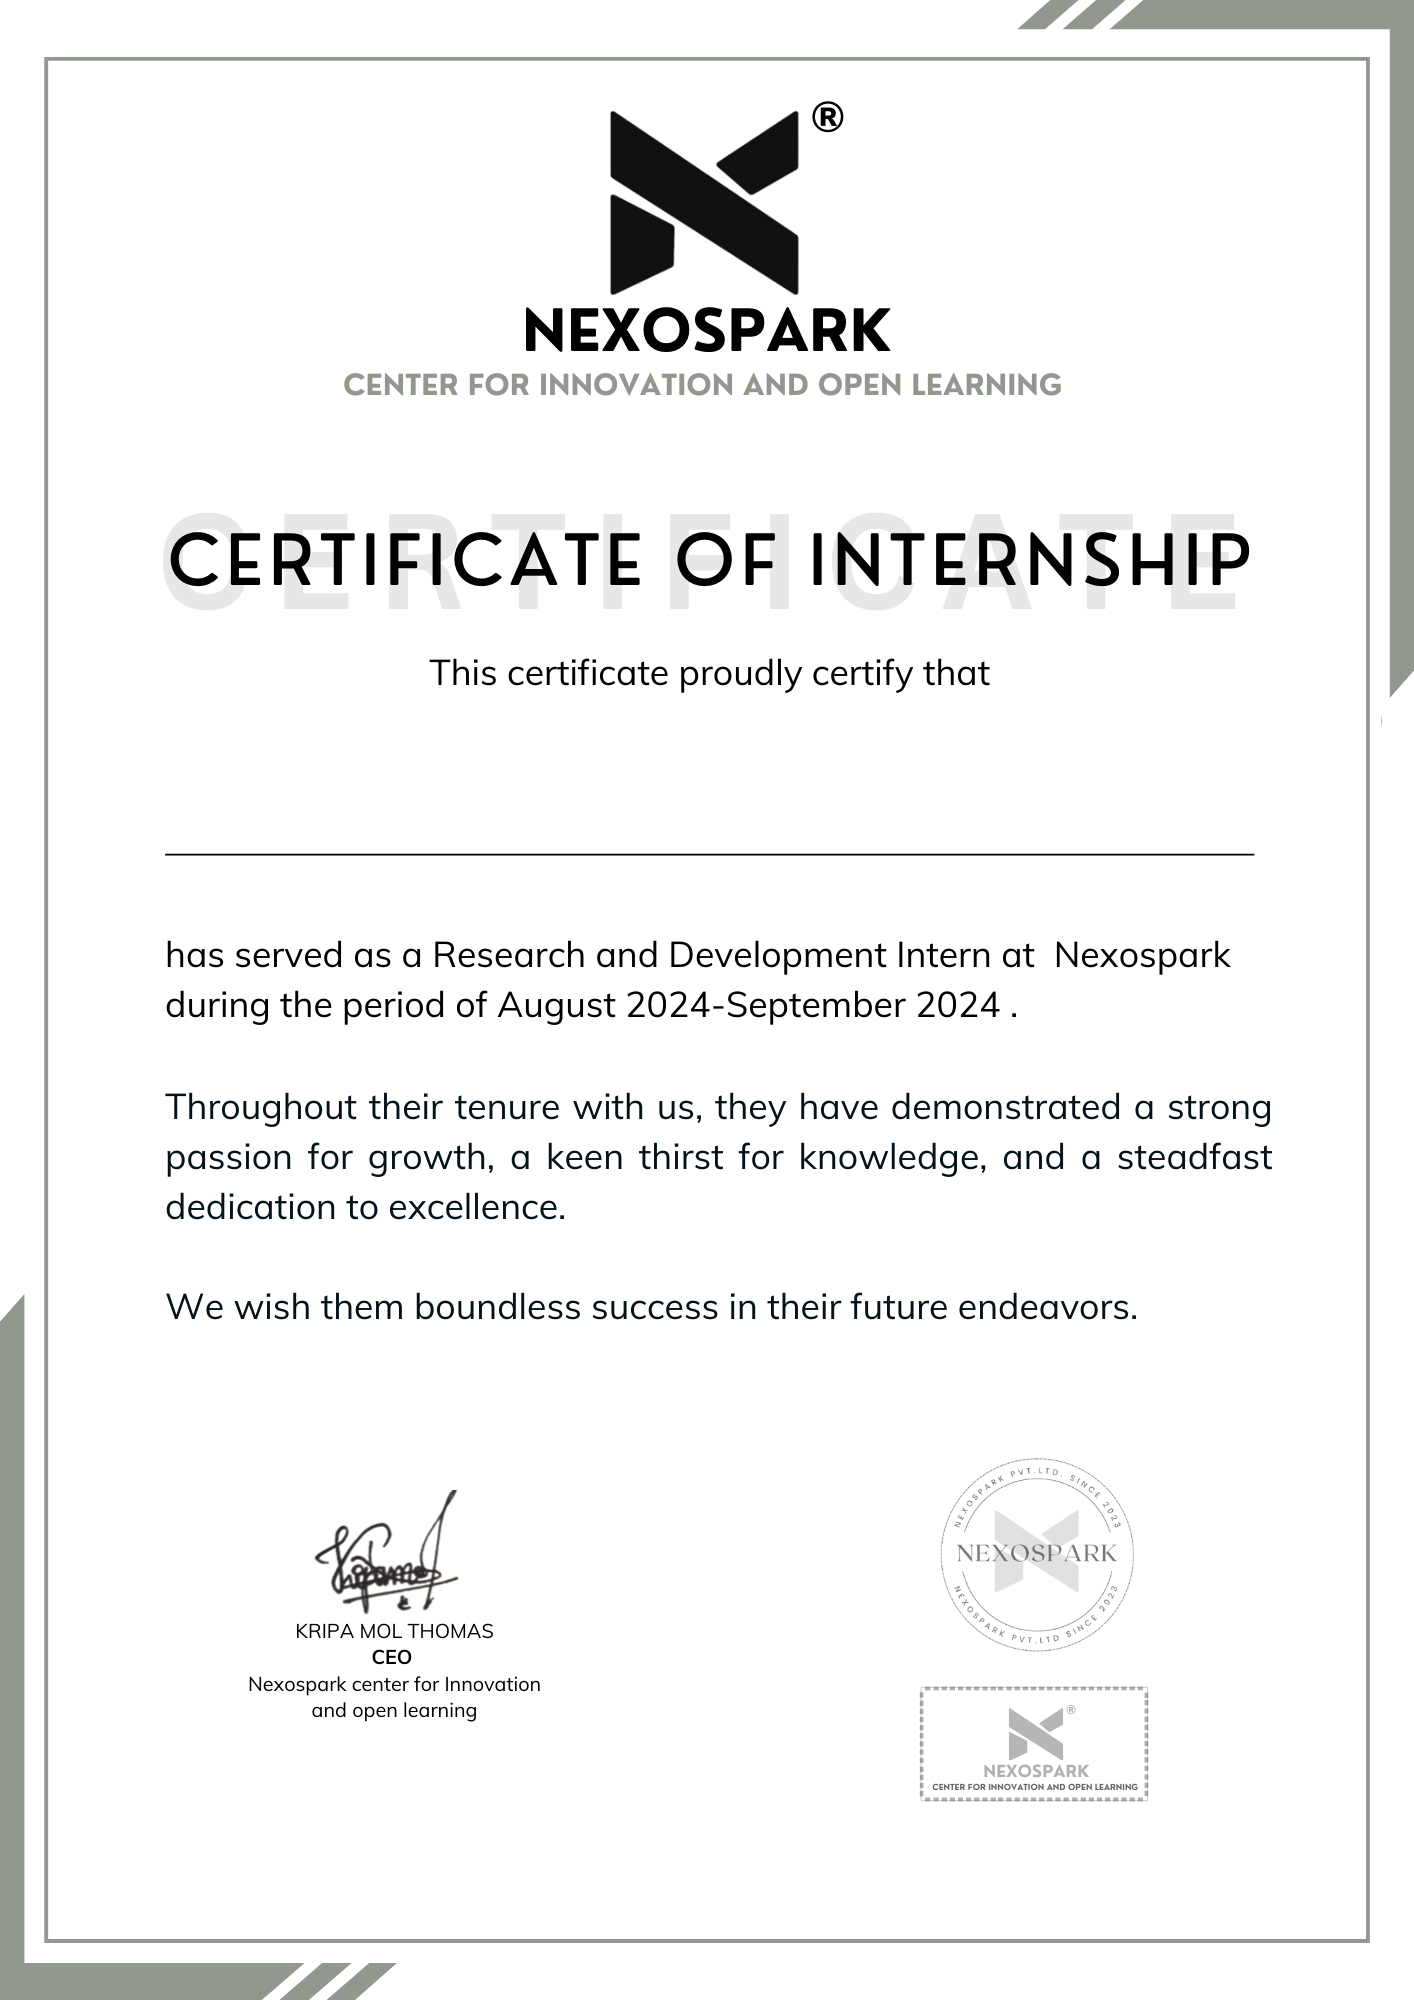 ®
NEXOSPARK
CENTER FOR INNOVATION AND OPEN LEARNING
CERTIFICATE
CERTIFICATE OF INTERNSHIP
This certificate proudly certify that
has served as a Research and Development Intern at  Nexospark
during the period of August 2024-September 2024 .
Throughout their tenure with us, they have demonstrated a strong
passion for growth, a keen thirst for knowledge, and a steadfast
dedication to excellence.
We wish them boundless success in their future endeavors.
KRIPA MOL THOMAS
CEO
Nexospark center for Innovation
and open learning
NEXOSPARK PVT.LTD. SINCE 2023
NEXOSPARK
NEXOSPARK PVT.LTD SINCE 2023
®
NEXOSPARK
CENTER FOR INNOVATION AND OPEN LEARNING